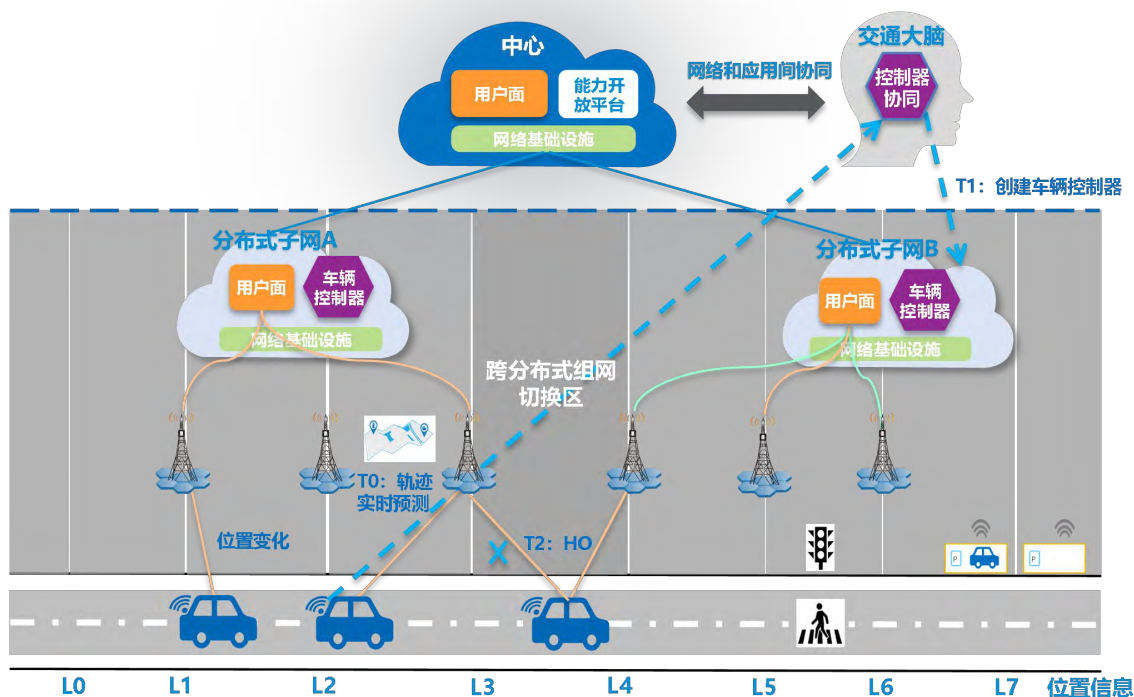 中心
交通大脑
网络和应用间协同
用户面
能力开
放平台
控制器
协同
网络基础设施
T1：创建车辆控制器
分布式子网A
分布式子网B
用户面
车辆
控制器
用户面
车辆
控制器
网络基础设施
网络基础设施
跨分布式组网
切换区
T0：轨迹
实时预测
位置变化
T2：HO
P
P
L0
L1
L2
L3
L4
L5
L6
L7
位置信息